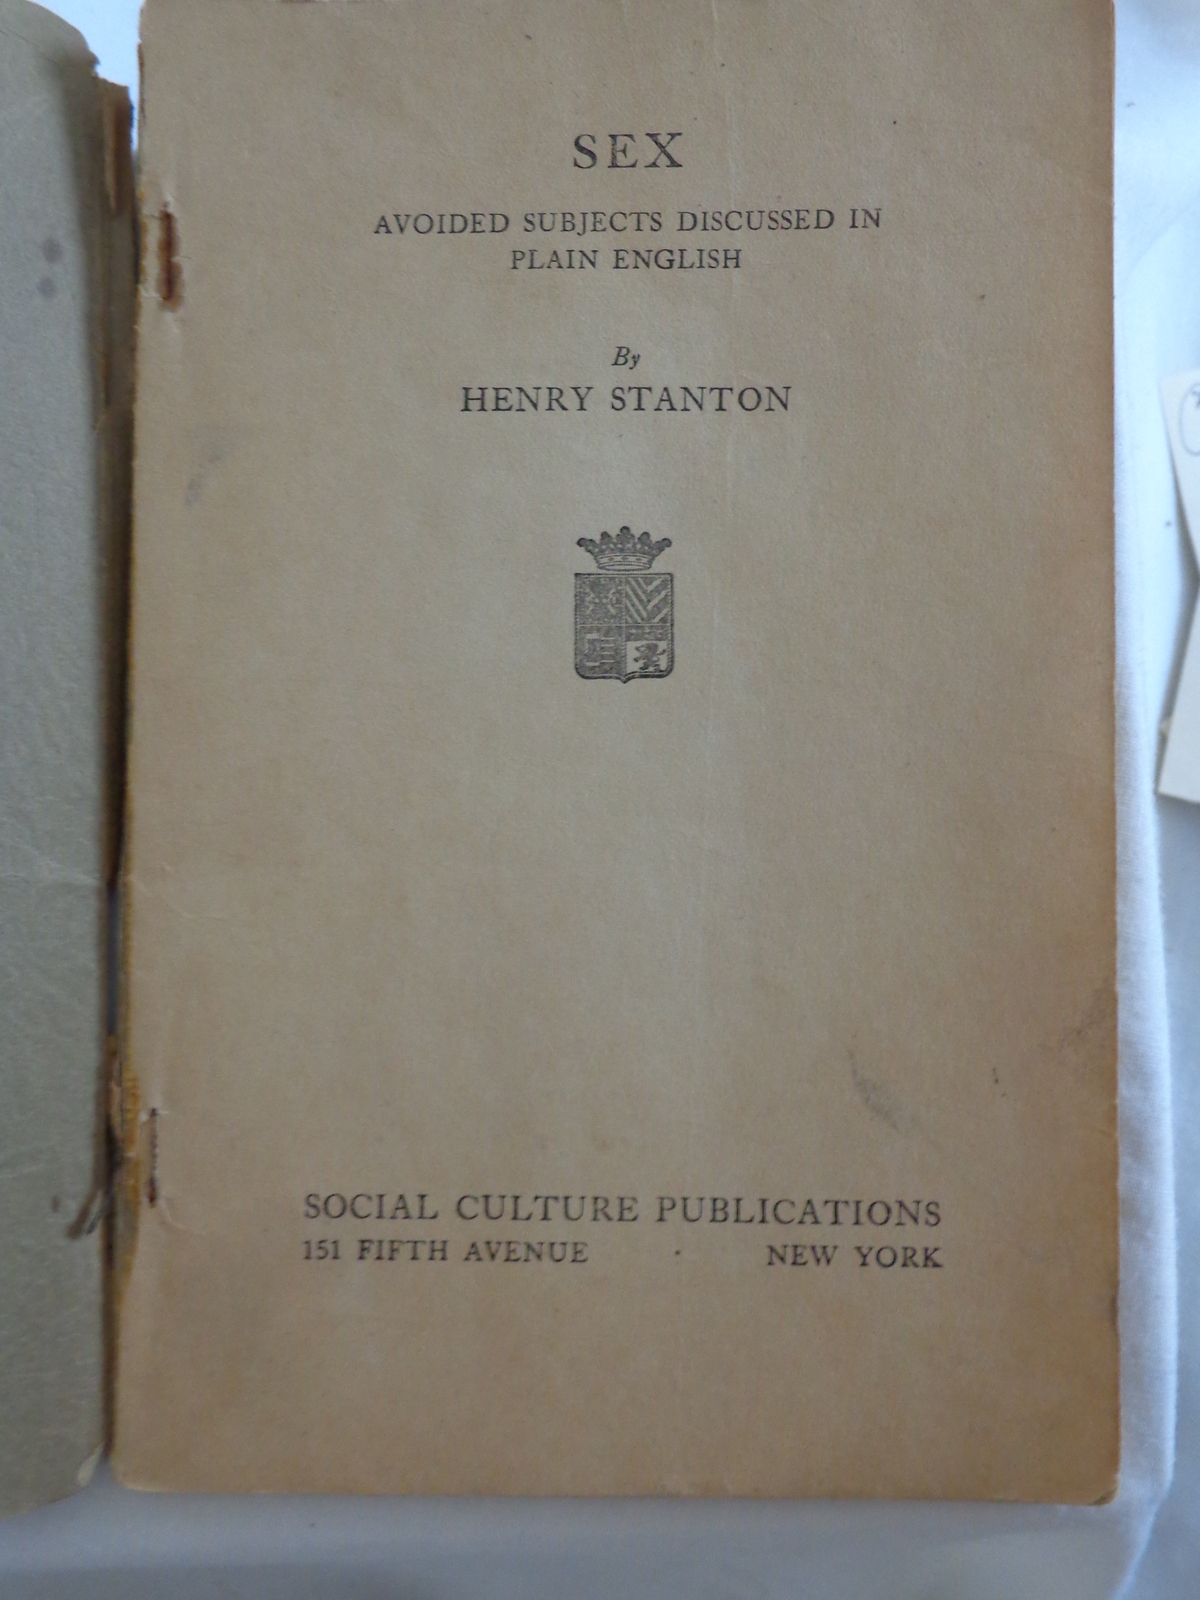 SEX
AVOIDED SUBJECTS DISCUSSED IN
PLAIN ENGLISH
By
HENRY STANTON
SOCIAL CULTURE PUBLICATIONS
151 FIFTH AVENUE · NEW YORK